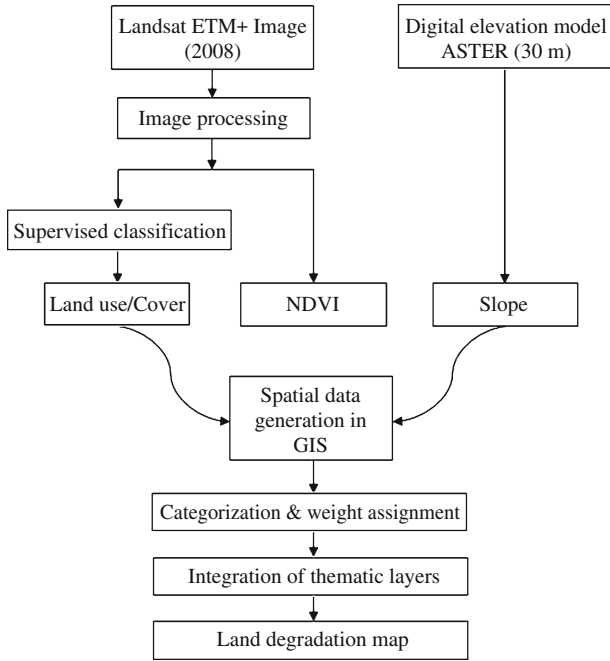 Landsat ETM+ Image
(2008)
Digital elevation model
ASTER (30 m)
Image processing
Supervised classification
Land use/Cover
NDVI
Slope
Spatial data
generation in
GIS
Categorization & weight assignment
Integration of thematic layers
Land degradation map